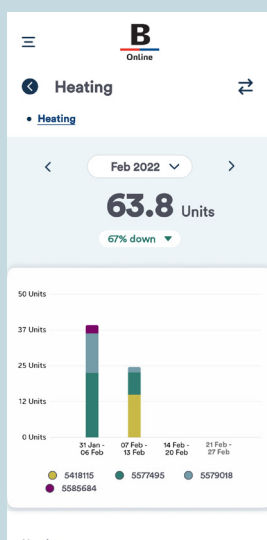 B
Online
Heating
Heating
Feb 2022
63.8 Units
67% down
50 Units
37 Units
25 Units
12 Units
0 Units
31 Jan - 06 Feb
07 Feb - 13 Feb
14 Feb - 20 Feb
21 Feb - 27 Feb
5418115
5577495
5579018
5585684